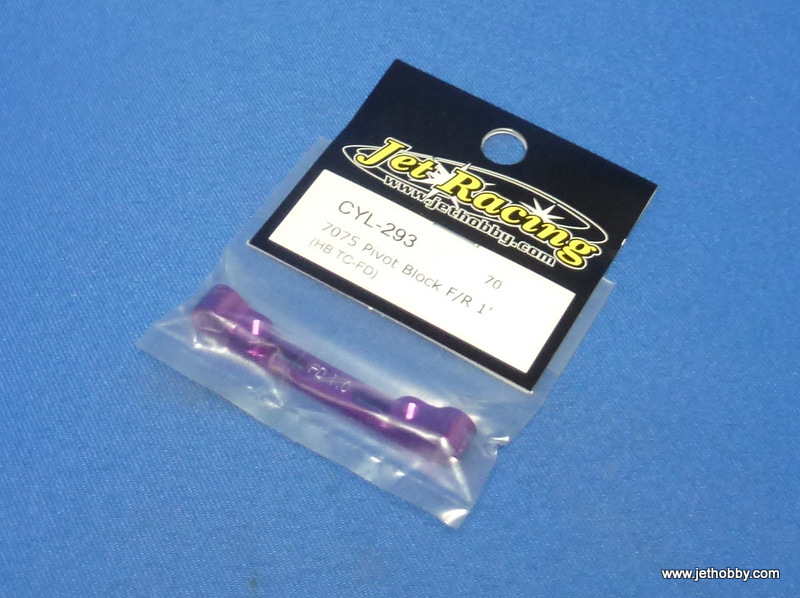 Jet Racing
www.jethobby.com
CYL-293
70
7075 Pivot Block F/R 1'
(HB TC-FD)
www.jethobby.com